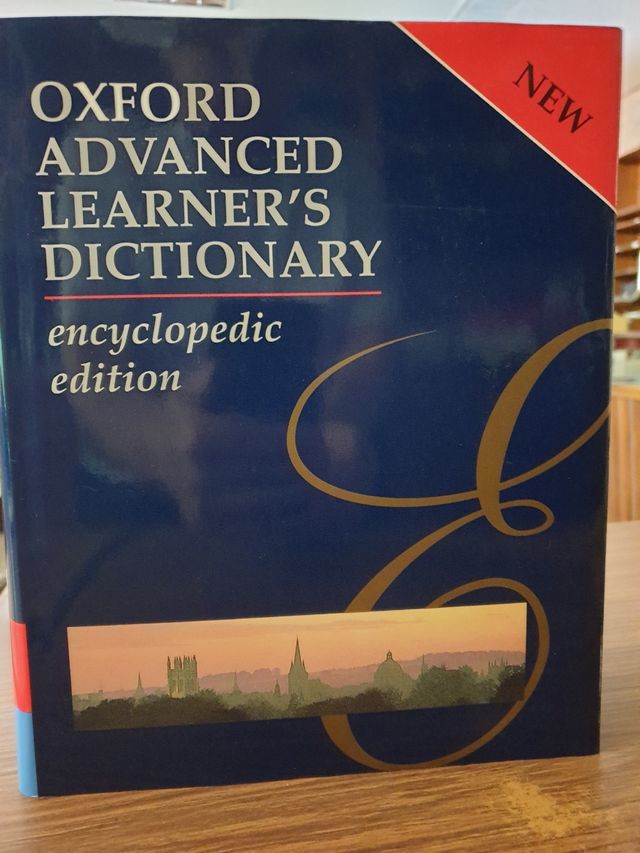 NEW
OXFORD
ADVANCED
LEARNER'S
DICTIONARY
encyclopedic
edition